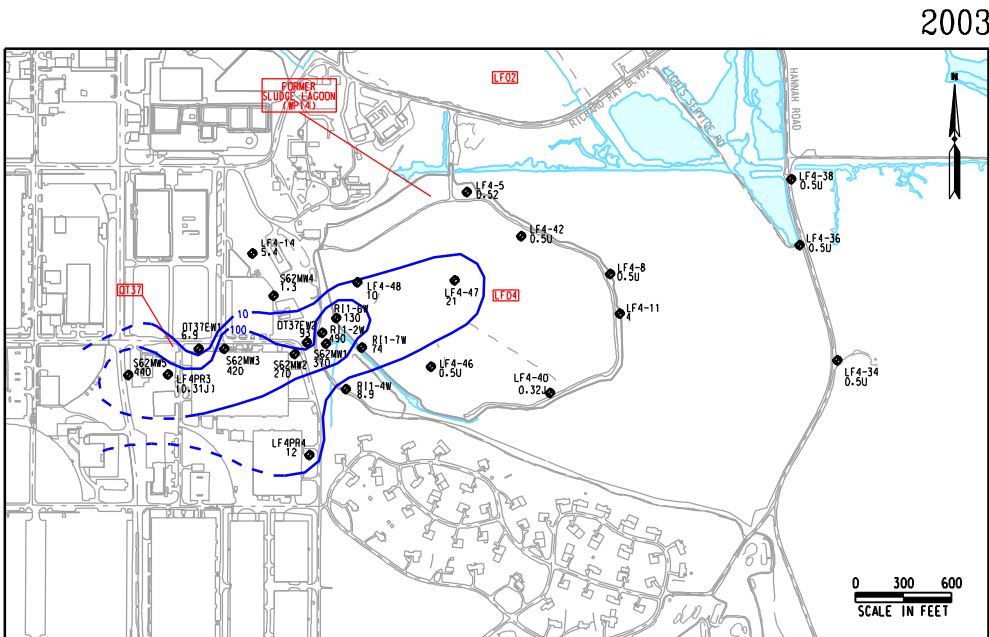 2003
LF02
FORMER
SLUDGE LAGOON
(WP14)
RICHARD RAY BLVD.
LIGHTS SERVICE RD
HANNAH ROAD
N
LF4-5
0.52
LF4-38
0.5U
LF4-42
0.5U
LF4-36
0.5U
LF4-14
5.4
LF4-8
0.5U
S62MW4
1.3
LF4-48
10
LF4-47
21
LF04
LF4-11
4
OT37
10
100
OT37EW1
6.9
OT37EW2
93
RI1-6W
130
RI1-2W
490
RI1-7W
74
S62MW1
370
S62MW2
270
S62MW3
420
S62MW5
440
LF4PR3
(0.31J)
LF4-46
0.5U
LF4-34
0.5U
LF4-40
0.32J
RI1-4W
8.9
LF4PR4
12
0 300 600
SCALE IN FEET